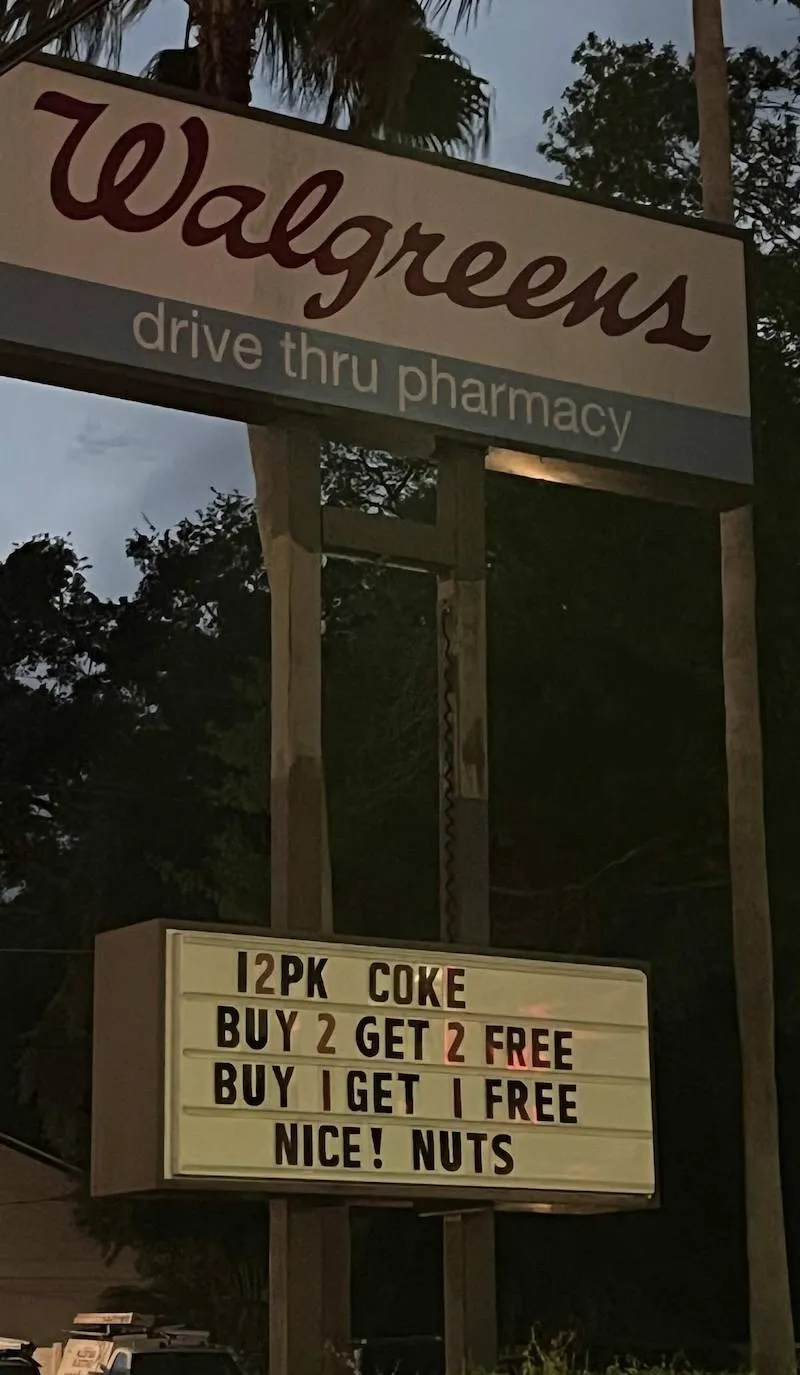 Walgreens
drive thru pharmacy
12PK COKE
BUY 2 GET 2 FREE
BUY 1 GET 1 FREE
NICE! NUTS